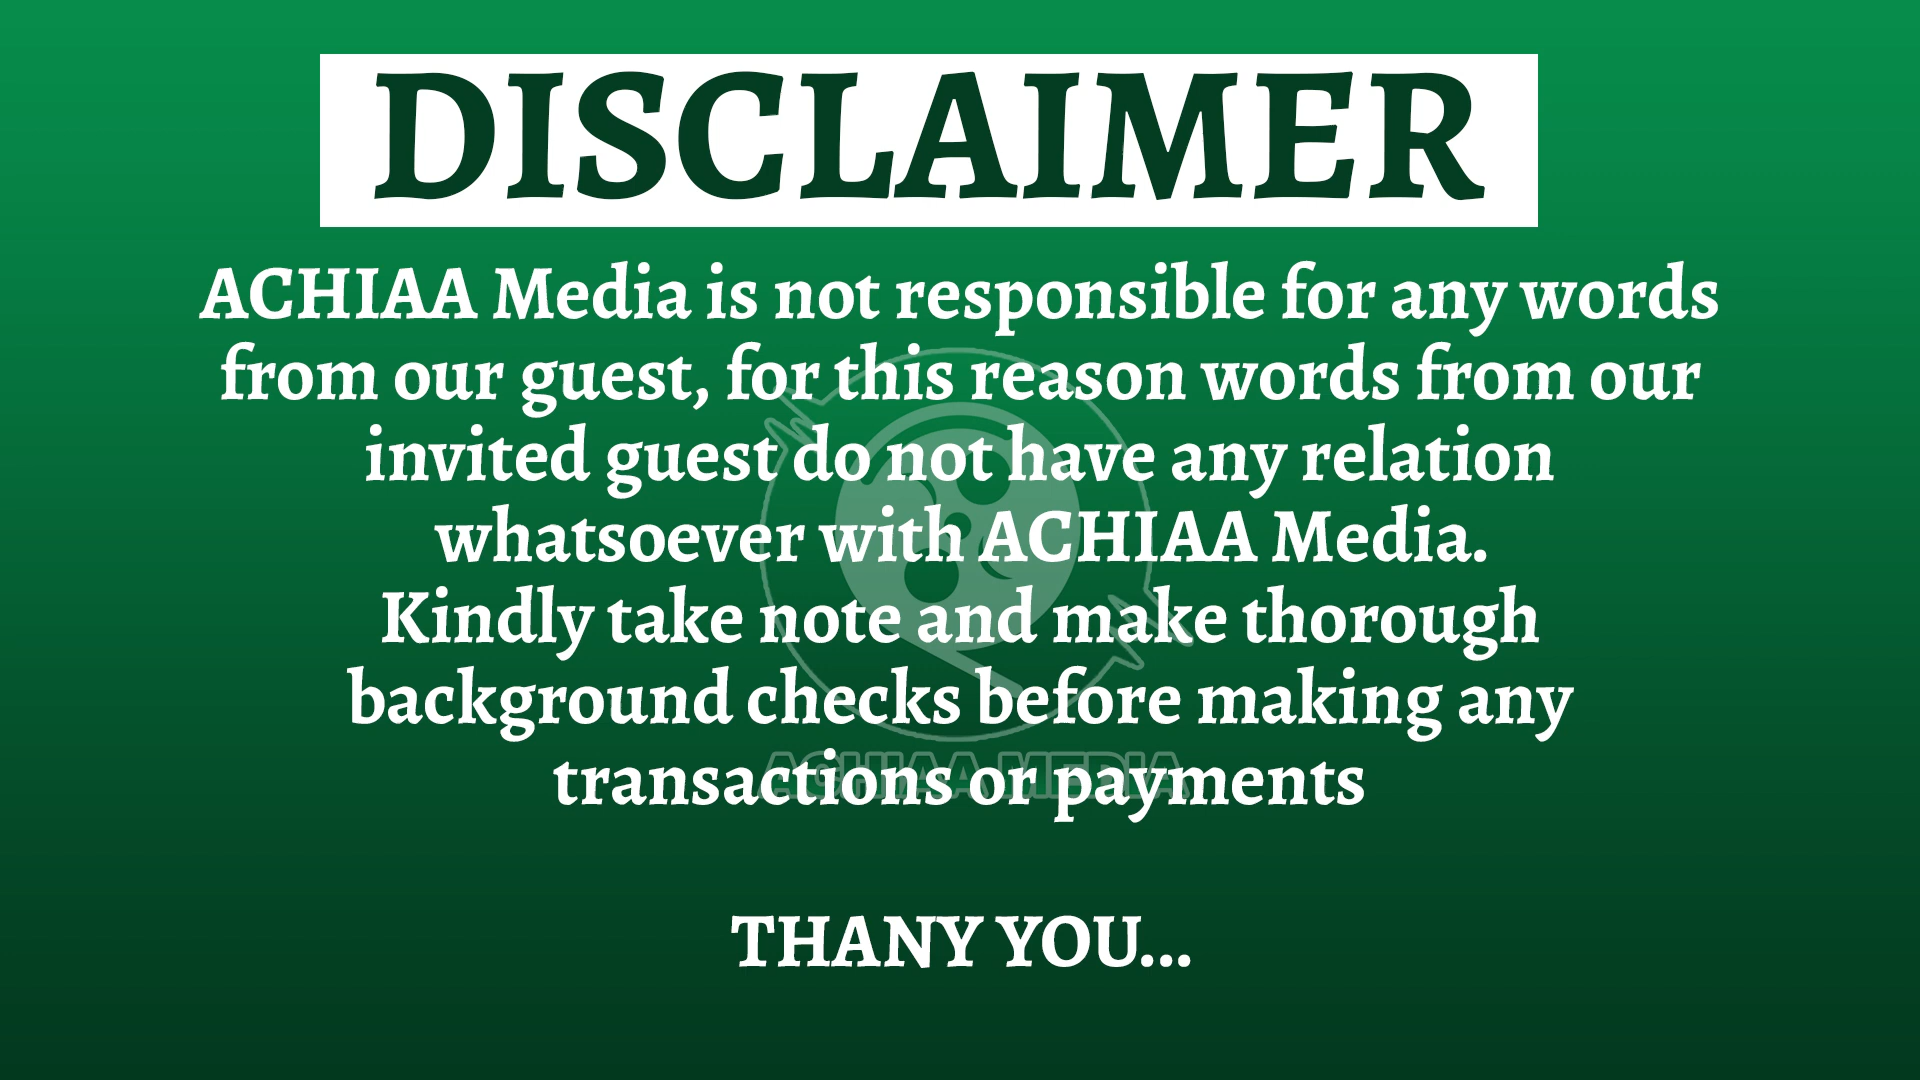 DISCLAIMER
ACHIAA Media is not responsible for any words
from our guest, for this reason words from our
invited guest do not have any relation
whatsoever with ACHIAA Media.
Kindly take note and make thorough
background checks before making any
transactions or payments
ACHIAA MEDIA
THANY YOU...